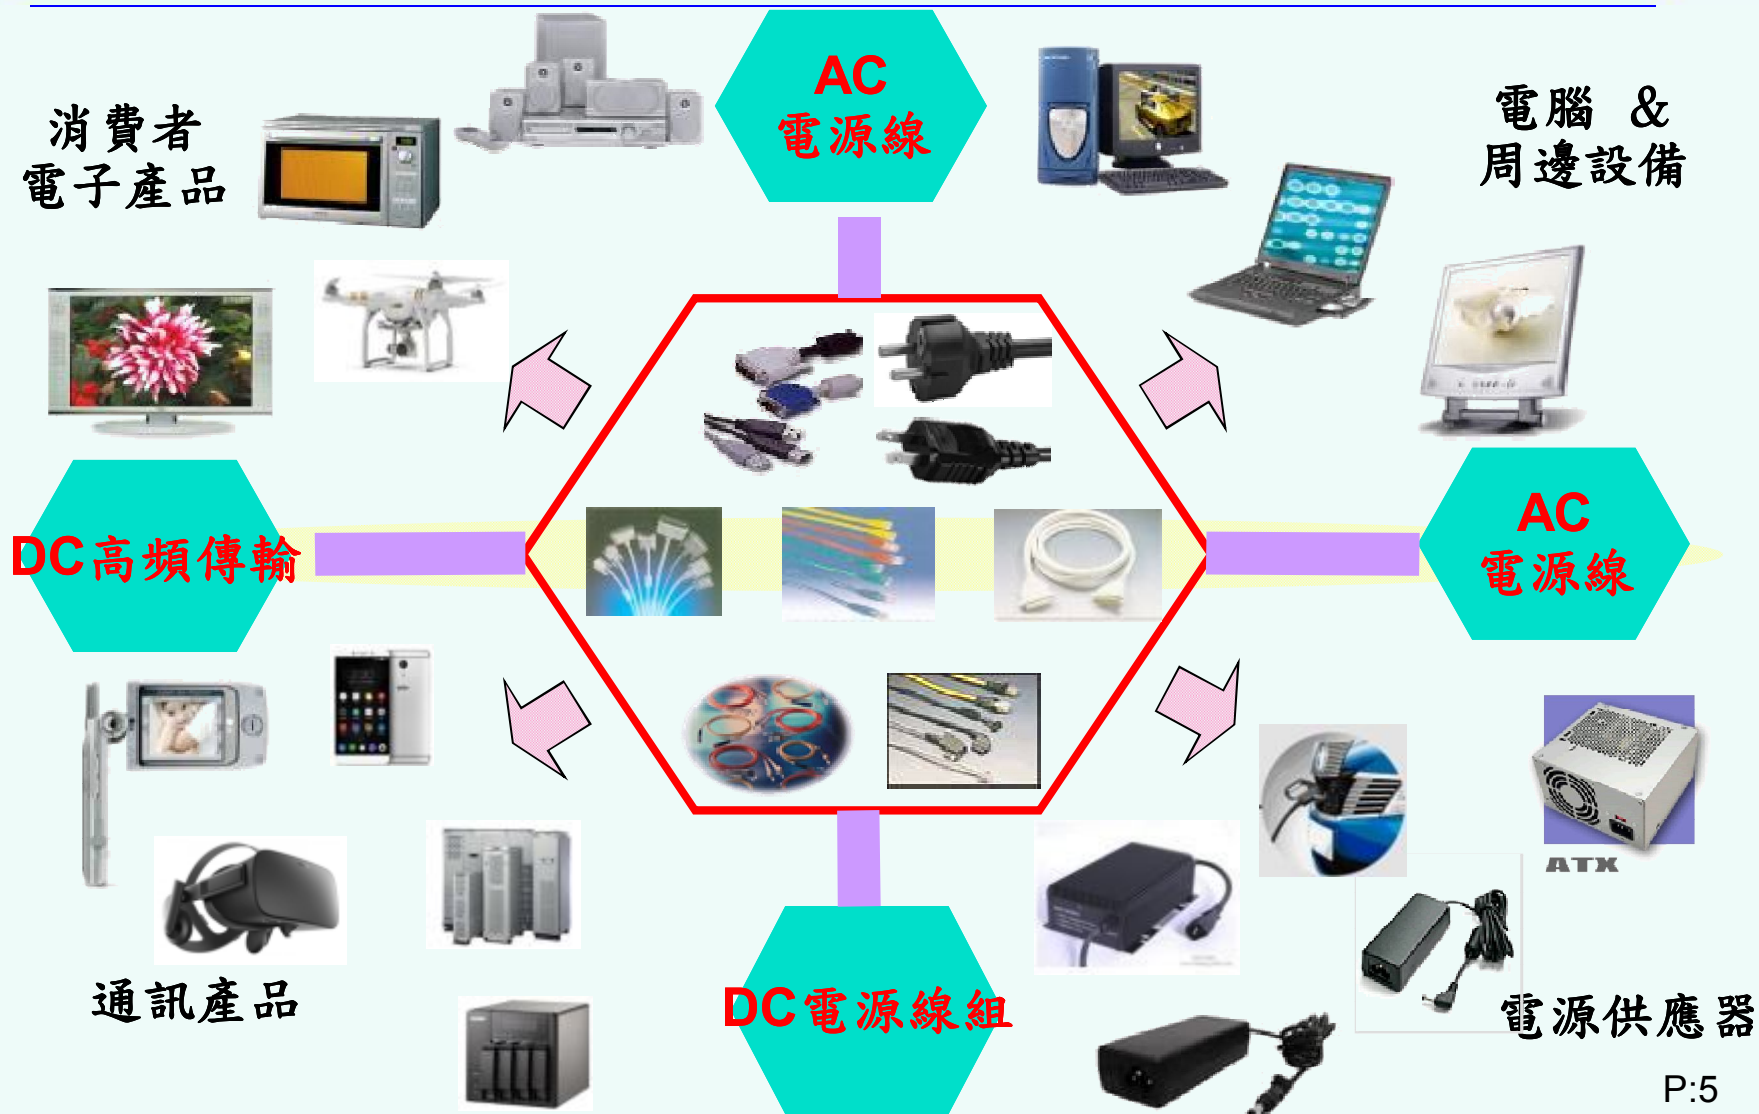 AC
電源線
消費者
電子產品
電腦 &
周邊設備
DC高頻傳輸
AC
電源線
ATX
通訊產品
DC電源線組
電源供應器
P:5